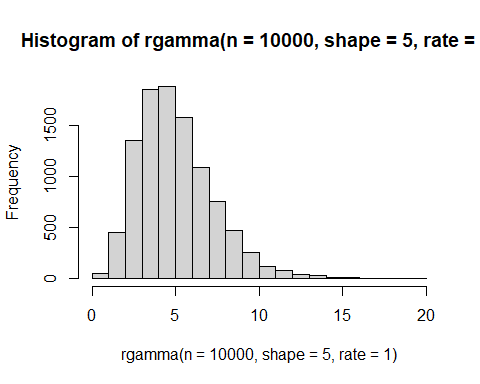 Histogram of rgamma(n = 10000, shape = 5, rate =
Frequency
1500
1000
500
0
0 5 10 15 20
rgamma(n = 10000, shape = 5, rate = 1)